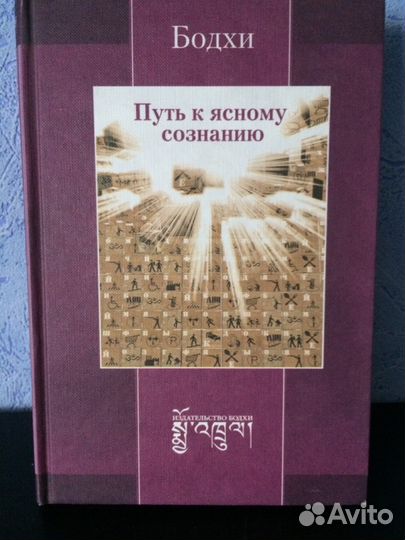 Бодхи
Путь к ясному
сознанию
ИЗДАТЕЛЬСТВО БОДХИ
Avito